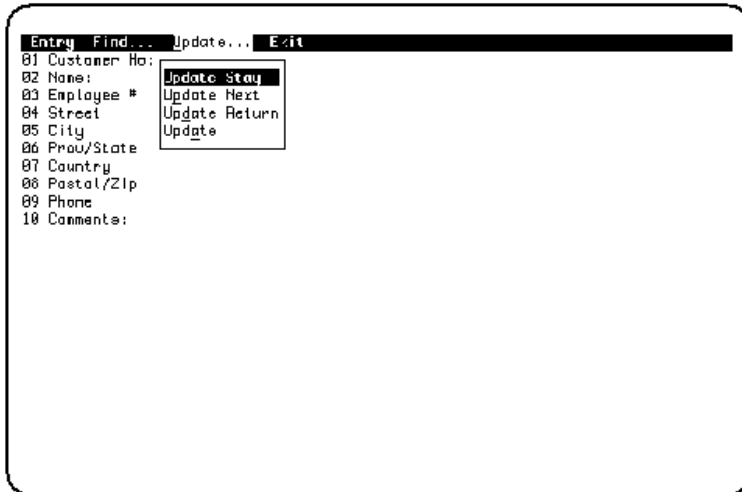 Entry Find... Update... Exit
01 Customer No:
02 Name:
03 Employee #
04 Street
05 City
06 Prov/State
07 Country
08 Postal/Zip
09 Phone
10 Comments:
Update Stay
Update Next
Update Return
Update